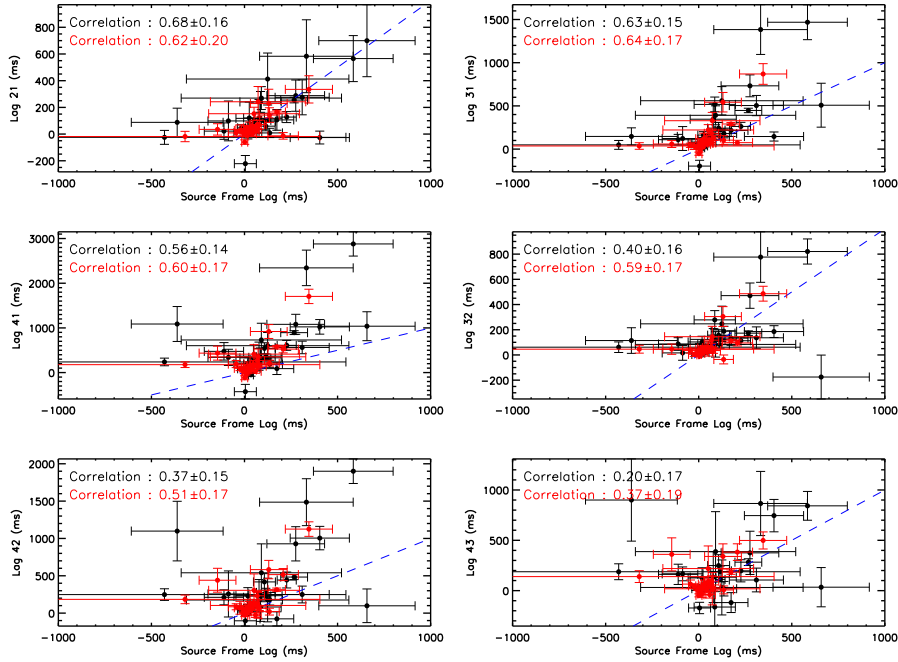 Correlation : 0.68±0.16
Correlation : 0.62±0.20
Lag 21 (ms)
800
600
400
200
0
-200
-1000 -500 0 500 1000
Source Frame Lag (ms)
Correlation : 0.63±0.15
Correlation : 0.64±0.17
Lag 31 (ms)
1500
1000
500
0
-1000 -500 0 500 1000
Source Frame Lag (ms)
Correlation : 0.56±0.14
Correlation : 0.60±0.17
Lag 41 (ms)
3000
2000
1000
0
-1000 -500 0 500 1000
Source Frame Lag (ms)
Correlation : 0.40±0.16
Correlation : 0.59±0.17
Lag 32 (ms)
800
600
400
200
0
-200
-1000 -500 0 500 1000
Source Frame Lag (ms)
Correlation : 0.37±0.15
Correlation : 0.51±0.17
Lag 42 (ms)
2000
1500
1000
500
0
-1000 -500 0 500 1000
Source Frame Lag (ms)
Correlation : 0.20±0.17
Correlation : 0.37±0.19
Lag 43 (ms)
1000
500
0
-1000 -500 0 500 1000
Source Frame Lag (ms)